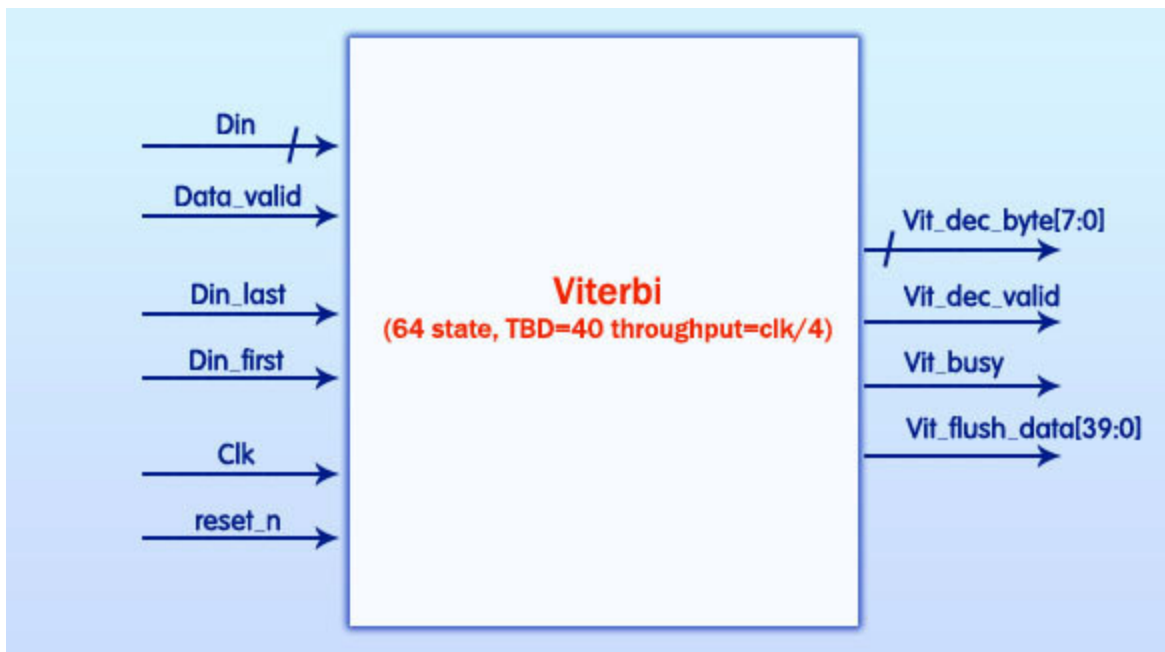 Din
Data_valid
Din_last
Din_first
Clk
reset_n
Viterbi
(64 state, TBD=40 throughput=clk/4)
Vit_dec_byte[7:0]
Vit_dec_valid
Vit_busy
Vit_flush_data[39:0]